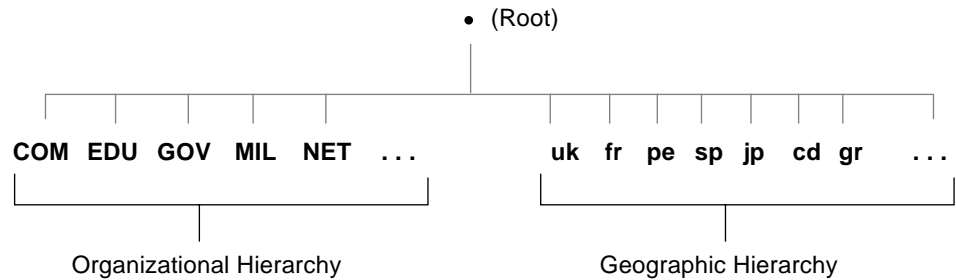 • (Root)
COM EDU GOV MIL NET ... uk fr pe sp jp cd gr ...
Organizational Hierarchy Geographic Hierarchy